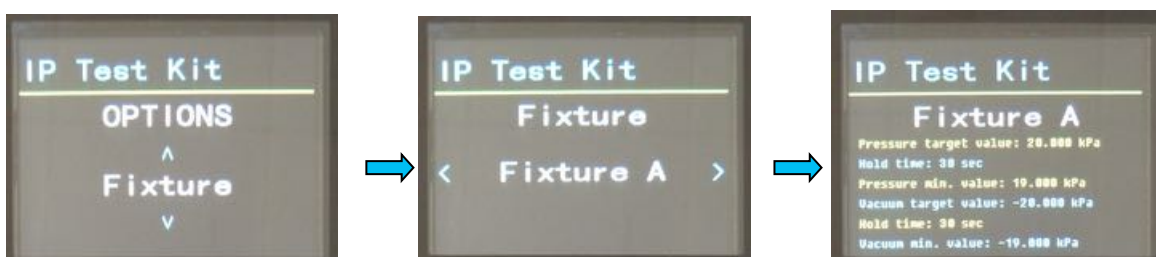 IP Test Kit
OPTIONS
^
Fixture
v
IP Test Kit
Fixture
< Fixture A >
IP Test Kit
Fixture A
Pressure target value: 20.000 kPa
Hold time: 30 sec
Pressure min. value: 19.000 kPa
Vacuum target value: -20.000 kPa
Hold time: 30 sec
Vacuum min. value: -19.000 kPa